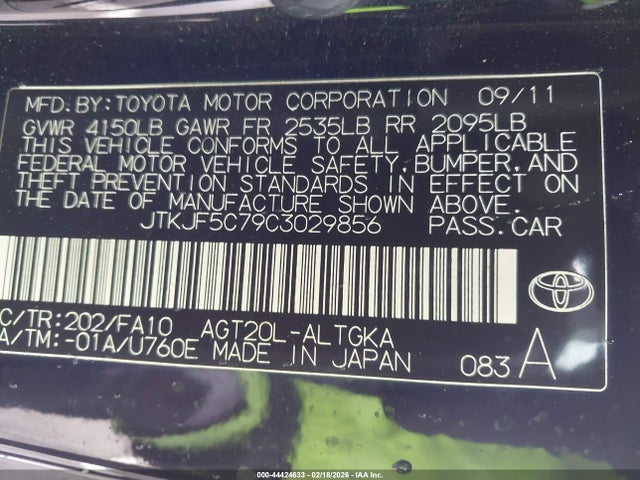 MFD. BY: TOYOTA MOTOR CORPORATION 09/11
GVWR 4150LB GAWR FR 2535LB RR 2095LB
THIS VEHICLE CONFORMS TO ALL APPLICABLE
FEDERAL MOTOR VEHICLE SAFETY, BUMPER, AND
THEFT PREVENTION STANDARDS IN EFFECT ON
THE DATE OF MANUFACTURE SHOWN ABOVE.
JTKJF5C79C3029856 PASS. CAR
C/TR: 202/FA10 AGT20L-ALTGKA
A/TM: -01A/U760E MADE IN JAPAN 083 A
TOYOTA
000-44424633 - 02/18/2026 - IAA Inc.